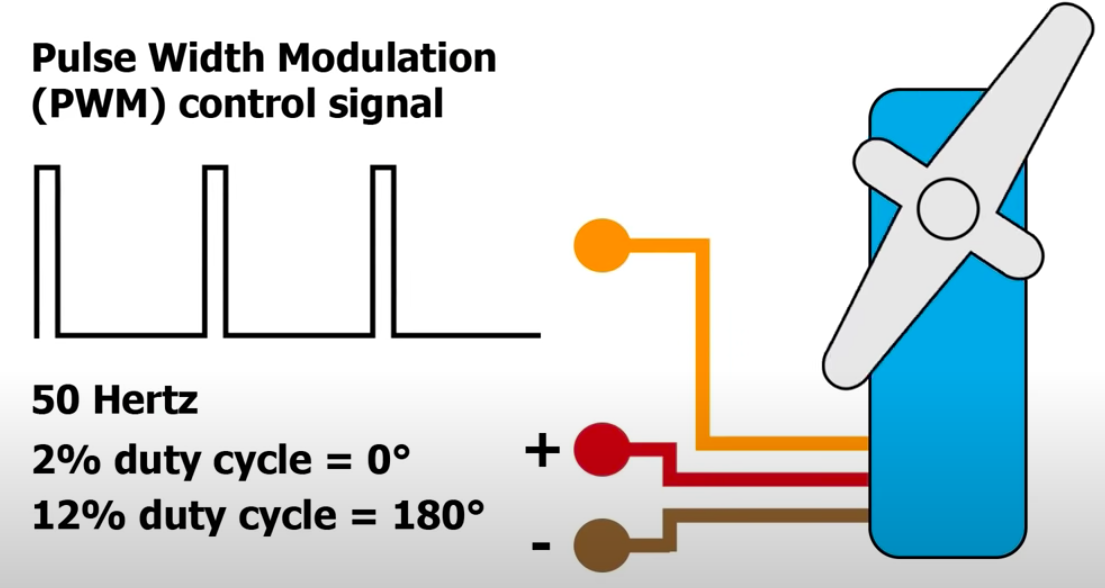 Pulse Width Modulation
(PWM) control signal
50 Hertz
2% duty cycle = 0°
12% duty cycle = 180°
+
-